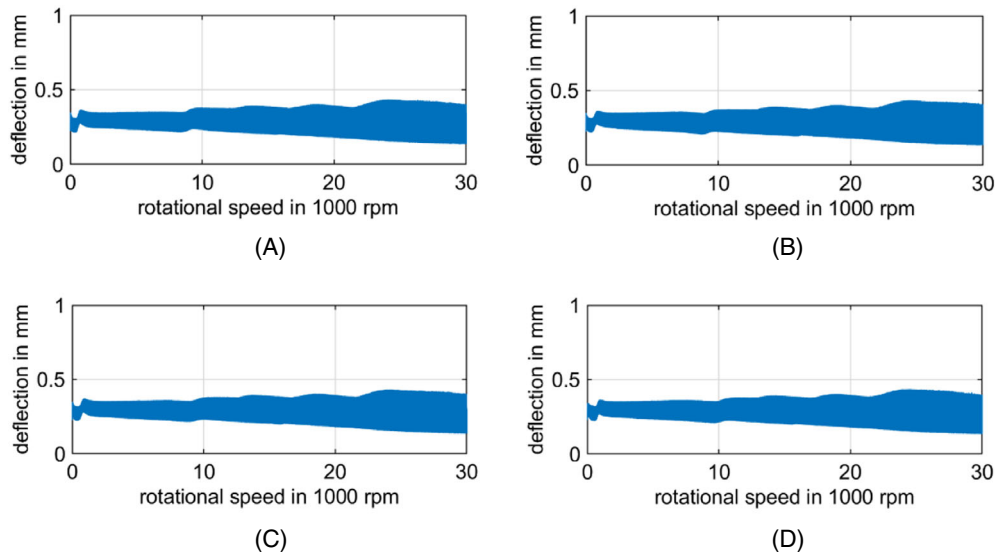 1
0.5
0
deflection in mm
0 10 20 30
rotational speed in 1000 rpm
(A)
1
0.5
0
deflection in mm
0 10 20 30
rotational speed in 1000 rpm
(B)
1
0.5
0
deflection in mm
0 10 20 30
rotational speed in 1000 rpm
(C)
1
0.5
0
deflection in mm
0 10 20 30
rotational speed in 1000 rpm
(D)